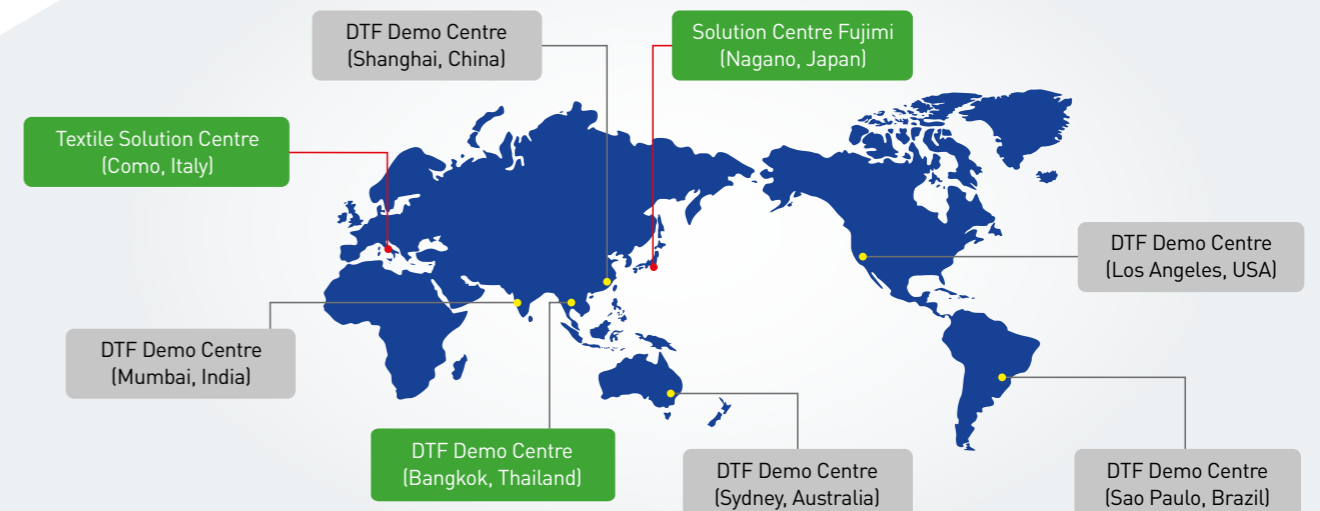 DTF Demo Centre
(Shanghai, China)
Solution Centre Fujimi
(Nagano, Japan)
Textile Solution Centre
(Como, Italy)
DTF Demo Centre
(Los Angeles, USA)
DTF Demo Centre
(Mumbai, India)
DTF Demo Centre
(Bangkok, Thailand)
DTF Demo Centre
(Sydney, Australia)
DTF Demo Centre
(Sao Paulo, Brazil)